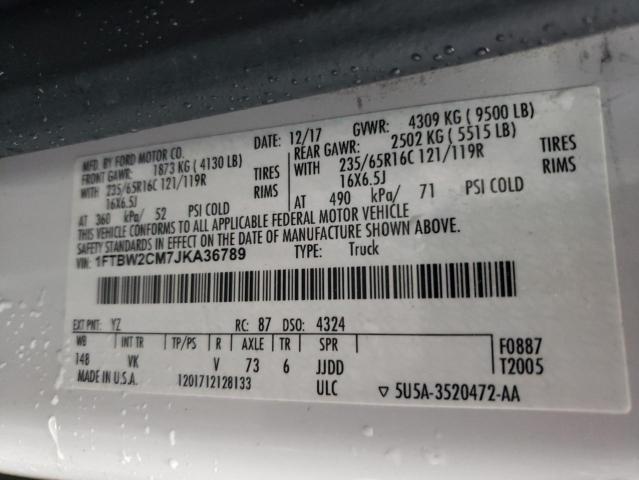 MFD. BY FORD MOTOR CO.
DATE: 12/17 GVWR: 4309 KG ( 9500 LB)
FRONT GAWR: 1873 KG ( 4130 LB)
REAR GAWR: 2502 KG ( 5515 LB)
WITH 235/65R16C 121/119R TIRES
WITH 235/65R16C 121/119R TIRES
16X6.5J RIMS
16X6.5J RIMS
AT 360 kPa/ 52 PSI COLD
AT 490 kPa/ 71 PSI COLD
THIS VEHICLE CONFORMS TO ALL APPLICABLE FEDERAL MOTOR VEHICLE
SAFETY STANDARDS IN EFFECT ON THE DATE OF MANUFACTURE SHOWN ABOVE.
VIN: 1FTBW2CM7JKA36789 TYPE: Truck
EXT PNT: YZ RC: 87 DSO: 4324
WB INT TR TP/PS R AXLE TR SPR F0887
148 VK V 73 6 JJDD T2005
MADE IN U.S.A. 1201712128133 ULC ▽ 5U5A-3520472-AA